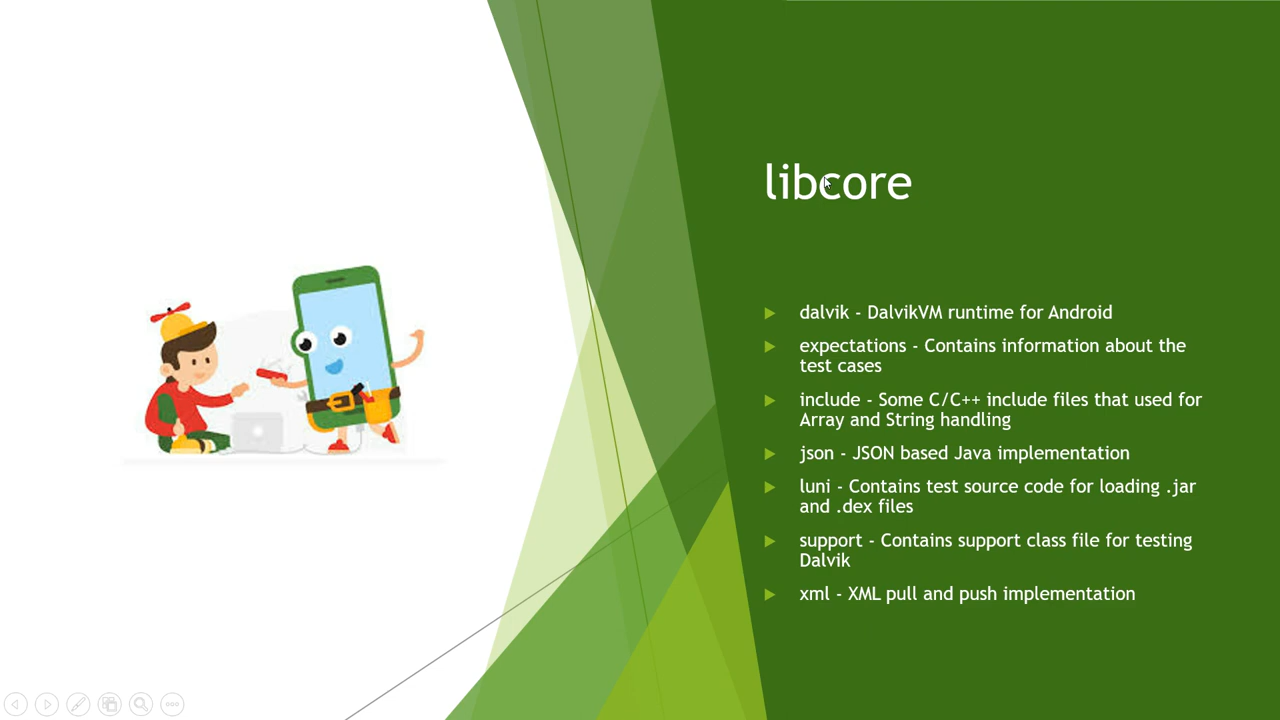 libcore
dalvik - DalvikVM runtime for Android
expectations - Contains information about the
test cases
include - Some C/C++ include files that used for
Array and String handling
json - JSON based Java implementation
luni - Contains test source code for loading .jar
and .dex files
support - Contains support class file for testing
Dalvik
xml - XML pull and push implementation